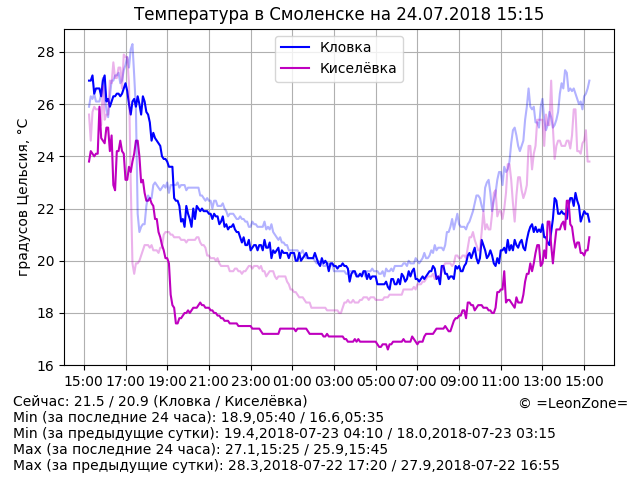 Температура в Смоленске на 24.07.2018 15:15
Кловка
Киселёвка
градусов Цельсия, °C
28
26
24
22
20
18
16
15:00 17:00 19:00 21:00 23:00 01:00 03:00 05:00 07:00 09:00 11:00 13:00 15:00
Сейчас: 21.5 / 20.9 (Кловка / Киселёвка)
© =LeonZone=
Min (за последние 24 часа): 18.9,05:40 / 16.6,05:35
Min (за предыдущие сутки): 19.4,2018-07-23 04:10 / 18.0,2018-07-23 03:15
Max (за последние 24 часа): 27.1,15:25 / 25.9,15:45
Max (за предыдущие сутки): 28.3,2018-07-22 17:20 / 27.9,2018-07-22 16:55